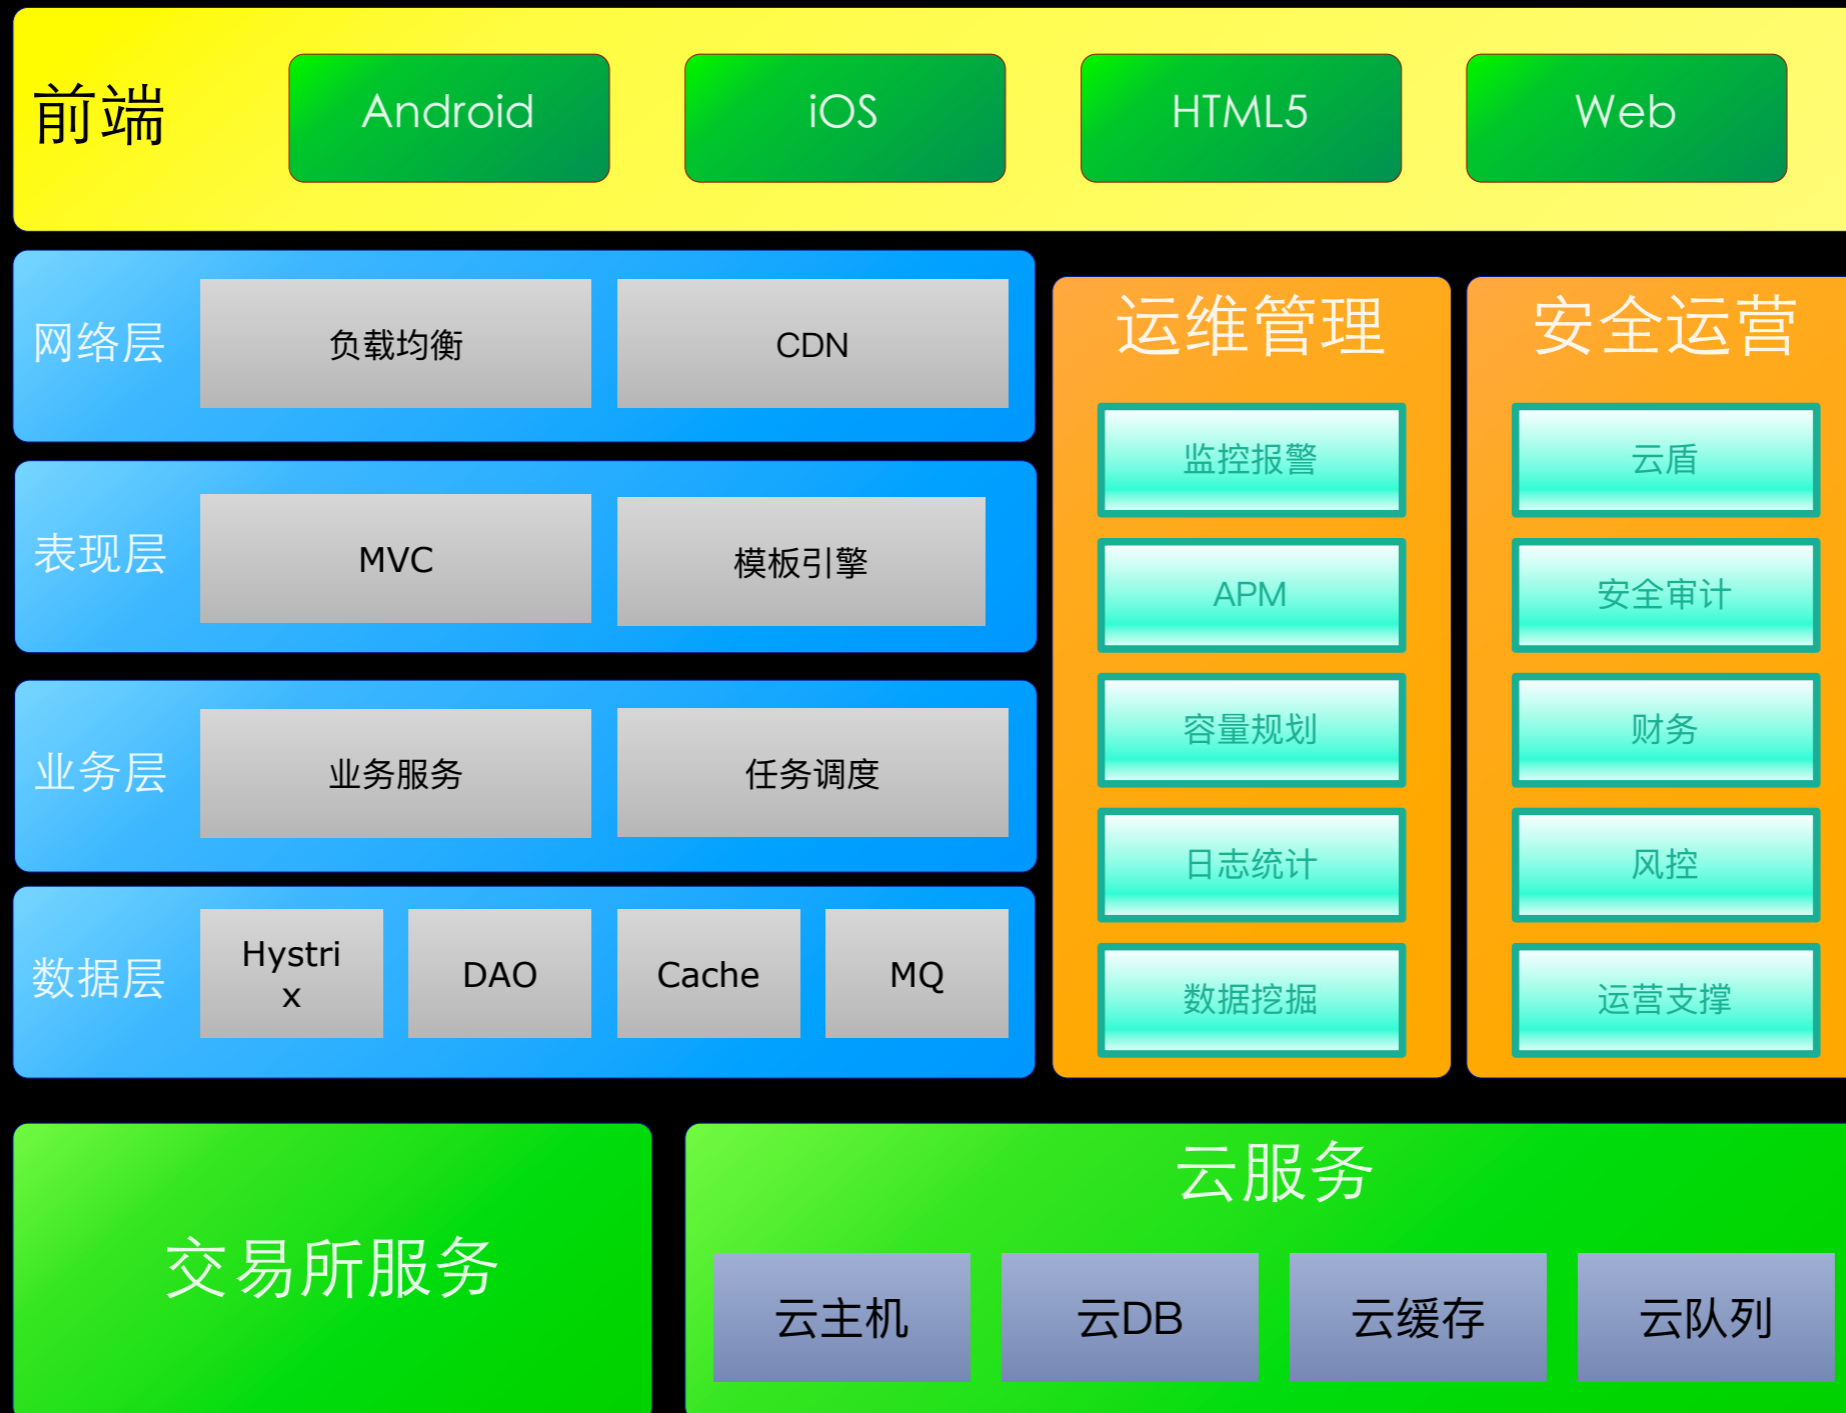 前端
Android
iOS
HTML5
Web
网络层
负载均衡
CDN
表现层
MVC
模板引擎
业务层
业务服务
任务调度
数据层
Hystri
x
DAO
Cache
MQ
运维管理
监控报警
APM
容量规划
日志统计
数据挖掘
安全运营
云盾
安全审计
财务
风控
运营支撑
交易所服务
云服务
云主机
云DB
云缓存
云队列